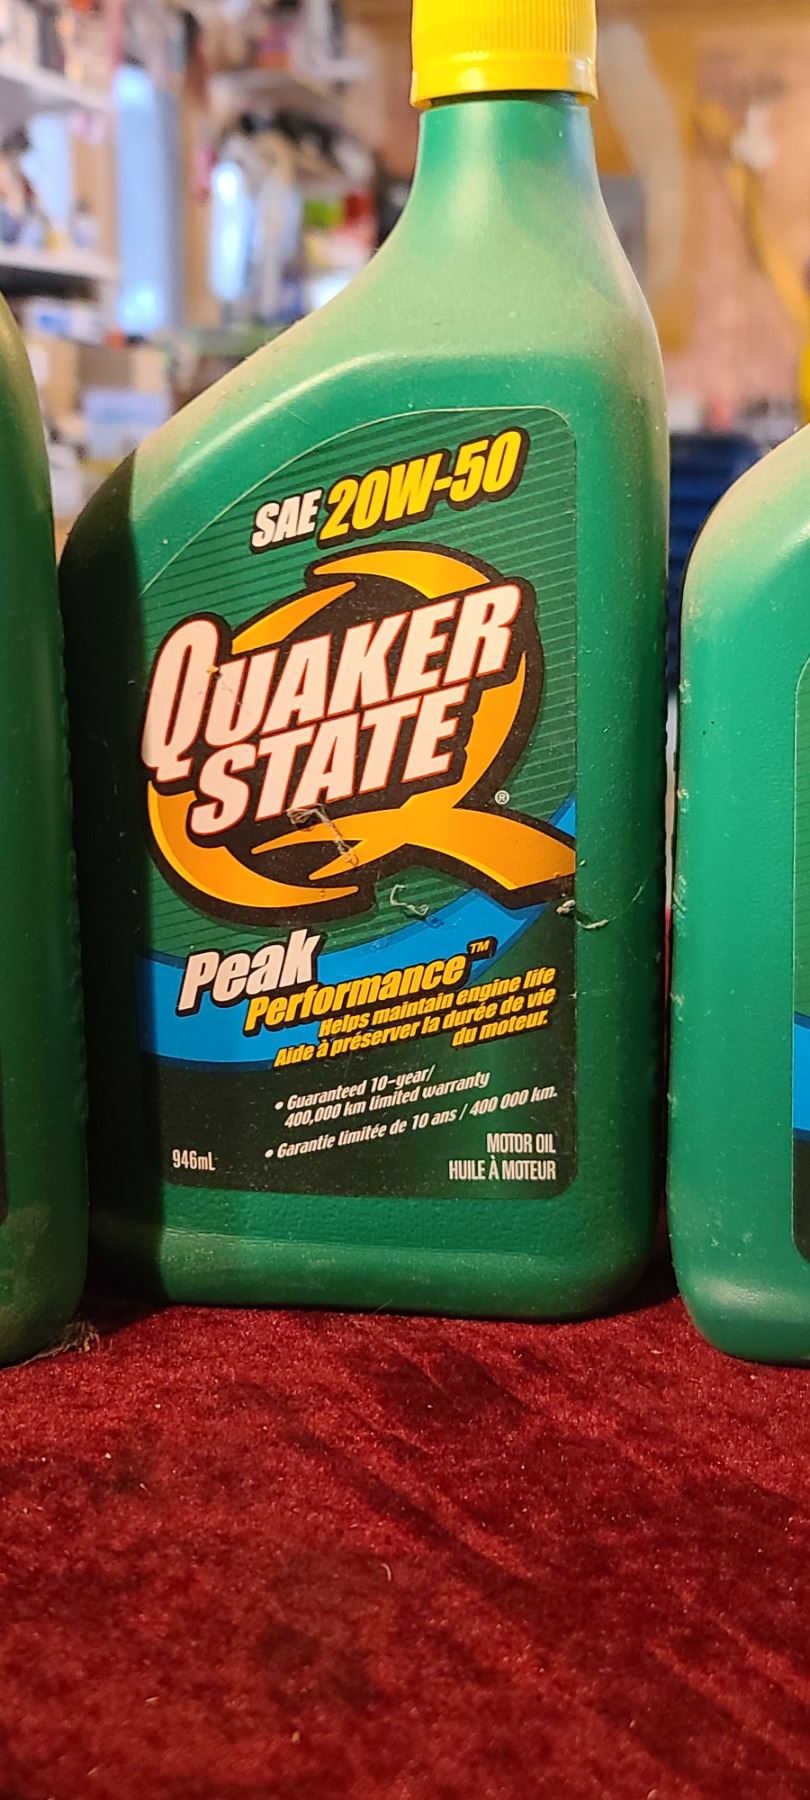 SAE 20W-50
QUAKER
STATE®
Peak
Performance™
Helps maintain engine life
Aide à préserver la durée de vie
du moteur.
• Guaranteed 10-year/
400,000 km limited warranty
• Garantie limitée de 10 ans / 400 000 km.
946mL
MOTOR OIL
HUILE À MOTEUR